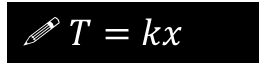 ✏ T = kx